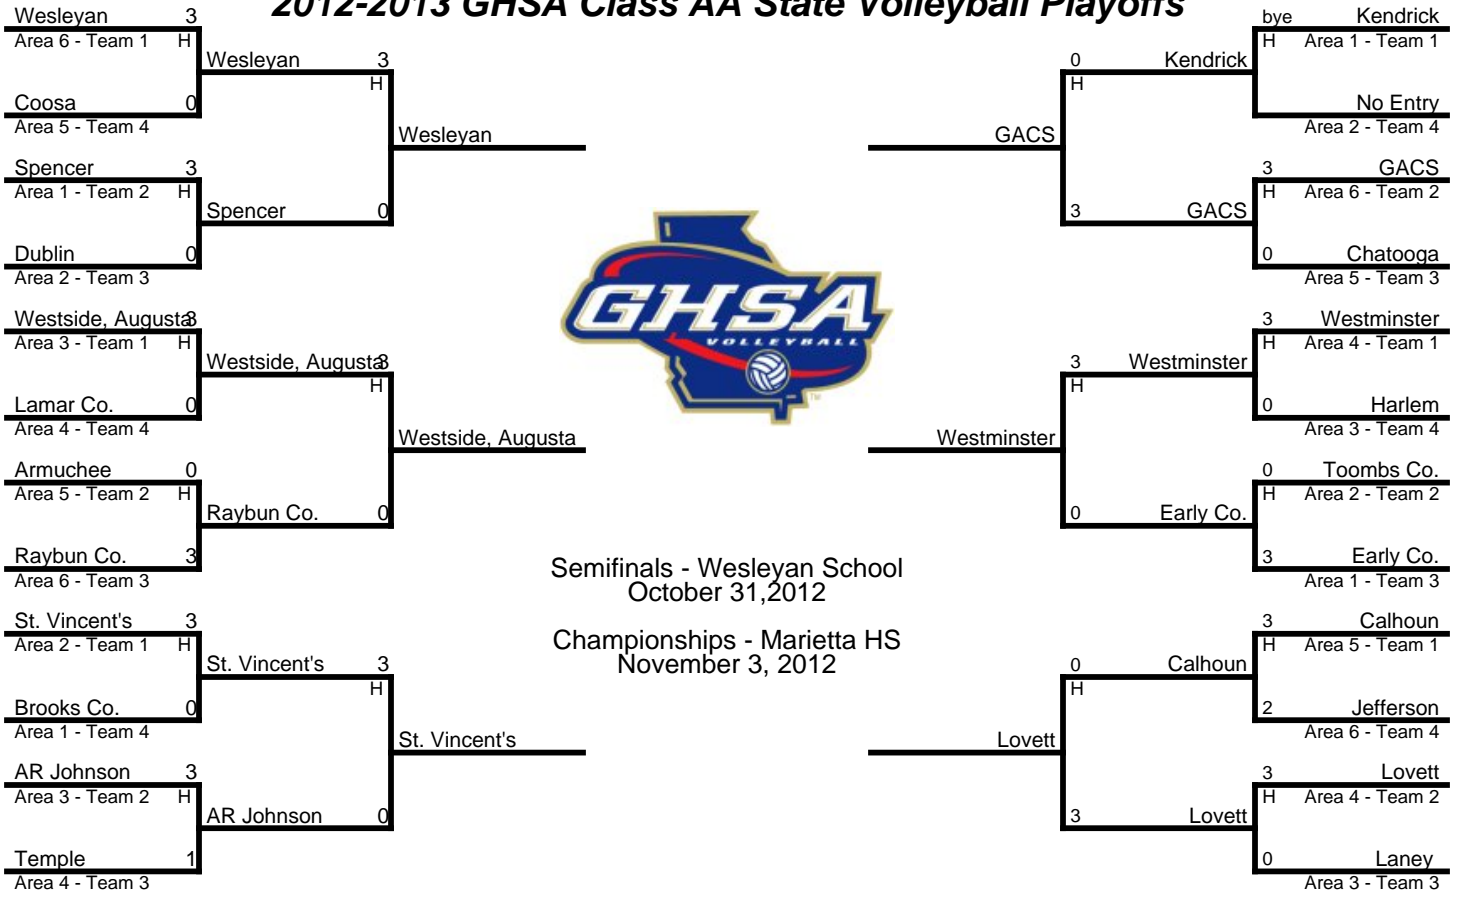 2012-2013 GHSA Class AA State Volleyball Playoffs
Wesleyan 3
Area 6 - Team 1 H
Wesleyan 3
H
Coosa 0
Area 5 - Team 4
Wesleyan
Spencer 3
Area 1 - Team 2 H
Spencer 0
Dublin 0
Area 2 - Team 3
Westside, Augusta 3
Area 3 - Team 1 H
Westside, Augusta 3
H
Lamar Co. 0
Area 4 - Team 4
Westside, Augusta
Armuchee 0
Area 5 - Team 2 H
Raybun Co. 0
Raybun Co. 3
Area 6 - Team 3
St. Vincent's 3
Area 2 - Team 1 H
St. Vincent's 3
H
Brooks Co. 0
Area 1 - Team 4
St. Vincent's
AR Johnson 3
Area 3 - Team 2 H
AR Johnson 0
Temple 1
Area 4 - Team 3
GHSA
VOLLEYBALL
TM
Semifinals - Wesleyan School
October 31,2012
Championships - Marietta HS
November 3, 2012
bye Kendrick
H Area 1 - Team 1
0 Kendrick
H
No Entry
Area 2 - Team 4
GACS
3 GACS
H Area 6 - Team 2
3 GACS
0 Chatooga
Area 5 - Team 3
3 Westminster
H Area 4 - Team 1
3 Westminster
H
0 Harlem
Area 3 - Team 4
Westminster
0 Toombs Co.
H Area 2 - Team 2
0 Early Co.
3 Early Co.
Area 1 - Team 3
3 Calhoun
H Area 5 - Team 1
0 Calhoun
H
2 Jefferson
Area 6 - Team 4
Lovett
3 Lovett
H Area 4 - Team 2
3 Lovett
0 Laney
Area 3 - Team 3